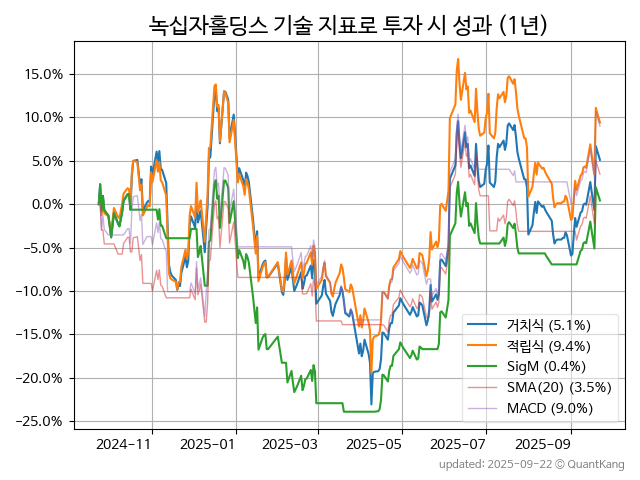 녹십자홀딩스 기술 지표로 투자 시 성과 (1년)
15.0%
10.0%
5.0%
0.0%
−5.0%
−10.0%
−15.0%
−20.0%
−25.0%
거치식 (5.1%)
적립식 (9.4%)
SigM (0.4%)
SMA(20) (3.5%)
MACD (9.0%)
2024-11 2025-01 2025-03 2025-05 2025-07 2025-09
updated: 2025-09-22 © QuantKang